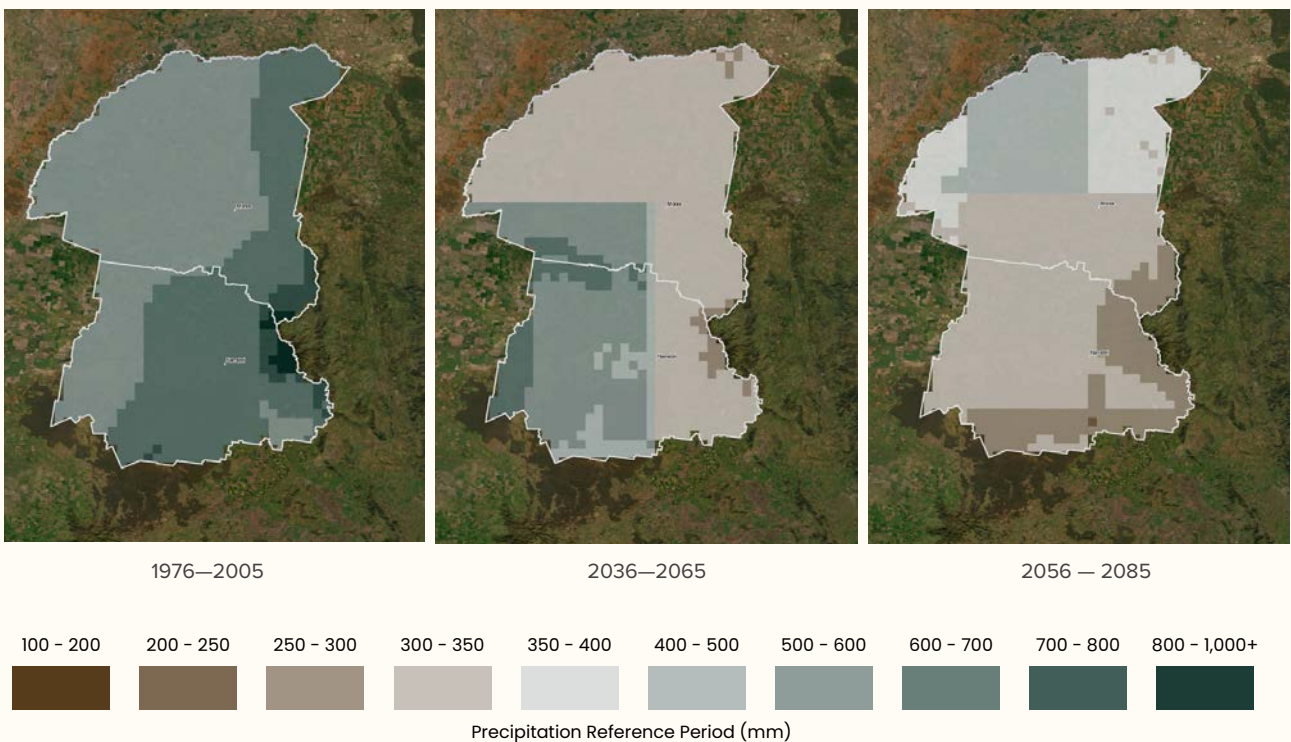 1976—2005
2036—2065
2056 — 2085
100 - 200
200 - 250
250 - 300
300 - 350
350 - 400
400 - 500
500 - 600
600 - 700
700 - 800
800 - 1,000+
Precipitation Reference Period (mm)